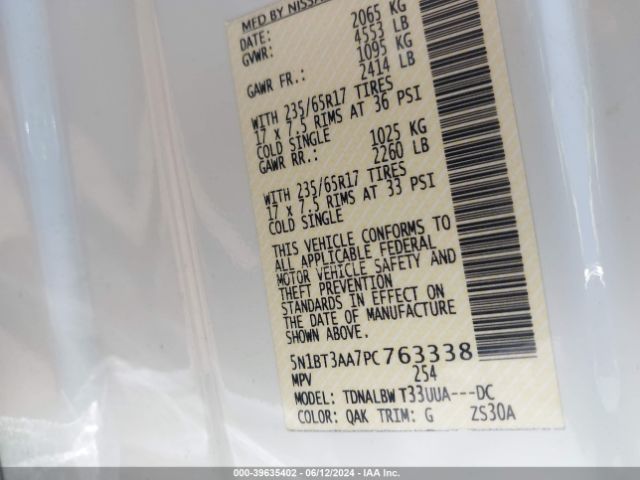 MFD BY NISSA
DATE:
GVWR: 2065 KG
4553 LB
GAWR FR.: 1095 KG
2414 LB
WITH 235/65R17 TIRES
17 x 7.5 RIMS AT 36 PSI
COLD SINGLE
GAWR RR.: 1025 KG
2260 LB
WITH 235/65R17 TIRES
17 x 7.5 RIMS AT 33 PSI
COLD SINGLE
THIS VEHICLE CONFORMS TO
ALL APPLICABLE FEDERAL
MOTOR VEHICLE SAFETY AND
THEFT PREVENTION
STANDARDS IN EFFECT ON
THE DATE OF MANUFACTURE
SHOWN ABOVE.
5N1BT3AA7PC763338
MPV 254
MODEL: TDNALBW T33UUA---DC
COLOR: QAK TRIM: G ZS30A
000-39635402 - 06/12/2024 - IAA Inc.